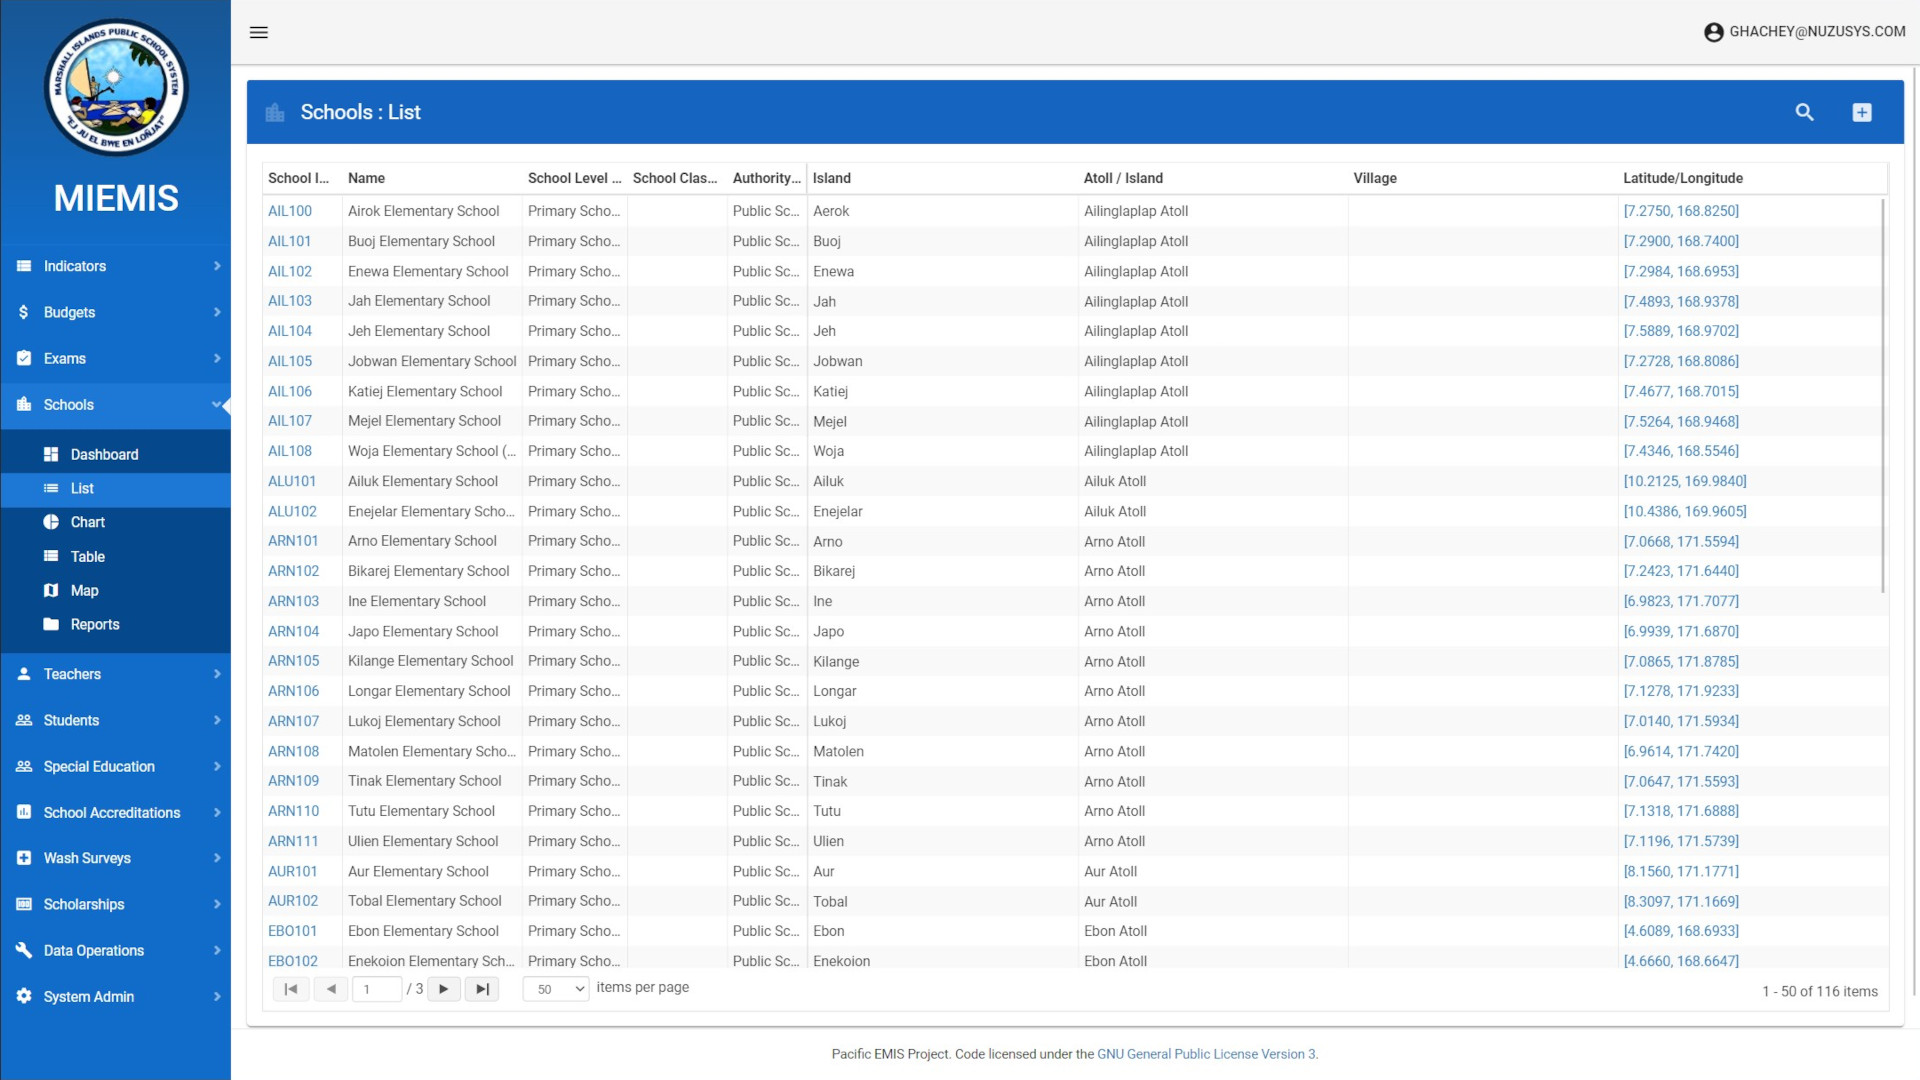 MARSHALL ISLANDS PUBLIC SCHOOL SYSTEM
"EJ JU EL BWE EN LOÑJAT"
MIEMIS
Indicators
Budgets
Exams
Schools
Dashboard
List
Chart
Table
Map
Reports
Teachers
Students
Special Education
School Accreditations
Wash Surveys
Scholarships
Data Operations
System Admin
GHACHEY@NUZUSYS.COM
Schools : List
School I... Name School Level ... School Clas... Authority... Island Atoll / Island Village Latitude/Longitude
AIL100 Airok Elementary School Primary Scho... Public Sc... Aerok Ailinglaplap Atoll [7.2750, 168.8250]
AIL101 Buoj Elementary School Primary Scho... Public Sc... Buoj Ailinglaplap Atoll [7.2900, 168.7400]
AIL102 Enewa Elementary School Primary Scho... Public Sc... Enewa Ailinglaplap Atoll [7.2984, 168.6953]
AIL103 Jah Elementary School Primary Scho... Public Sc... Jah Ailinglaplap Atoll [7.4893, 168.9378]
AIL104 Jeh Elementary School Primary Scho... Public Sc... Jeh Ailinglaplap Atoll [7.5889, 168.9702]
AIL105 Jobwan Elementary School Primary Scho... Public Sc... Jobwan Ailinglaplap Atoll [7.2728, 168.8086]
AIL106 Katiej Elementary School Primary Scho... Public Sc... Katiej Ailinglaplap Atoll [7.4677, 168.7015]
AIL107 Mejel Elementary School Primary Scho... Public Sc... Mejel Ailinglaplap Atoll [7.5264, 168.9468]
AIL108 Woja Elementary School (... Primary Scho... Public Sc... Woja Ailinglaplap Atoll [7.4346, 168.5546]
ALU101 Ailuk Elementary School Primary Scho... Public Sc... Ailuk Ailuk Atoll [10.2125, 169.9840]
ALU102 Enejelar Elementary Scho... Primary Scho... Public Sc... Enejelar Ailuk Atoll [10.4386, 169.9605]
ARN101 Arno Elementary School Primary Scho... Public Sc... Arno Arno Atoll [7.0668, 171.5594]
ARN102 Bikarej Elementary School Primary Scho... Public Sc... Bikarej Arno Atoll [7.2423, 171.6440]
ARN103 Ine Elementary School Primary Scho... Public Sc... Ine Arno Atoll [6.9823, 171.7077]
ARN104 Japo Elementary School Primary Scho... Public Sc... Japo Arno Atoll [6.9939, 171.6870]
ARN105 Kilange Elementary School Primary Scho... Public Sc... Kilange Arno Atoll [7.0865, 171.8785]
ARN106 Longar Elementary School Primary Scho... Public Sc... Longar Arno Atoll [7.1278, 171.9233]
ARN107 Lukoj Elementary School Primary Scho... Public Sc... Lukoj Arno Atoll [7.0140, 171.5934]
ARN108 Matolen Elementary Scho... Primary Scho... Public Sc... Matolen Arno Atoll [6.9614, 171.7420]
ARN109 Tinak Elementary School Primary Scho... Public Sc... Tinak Arno Atoll [7.0647, 171.5593]
ARN110 Tutu Elementary School Primary Scho... Public Sc... Tutu Arno Atoll [7.1318, 171.6888]
ARN111 Ulien Elementary School Primary Scho... Public Sc... Ulien Arno Atoll [7.1196, 171.5739]
AUR101 Aur Elementary School Primary Scho... Public Sc... Aur Aur Atoll [8.1560, 171.1771]
AUR102 Tobal Elementary School Primary Scho... Public Sc... Tobal Aur Atoll [8.3097, 171.1669]
EBO101 Ebon Elementary School Primary Scho... Public Sc... Ebon Ebon Atoll [4.6089, 168.6933]
EBO102 Enekoion Elementary Sch... Primary Scho... Public Sc... Enekoion Ebon Atoll [4.6660, 168.6647]
1 / 3 50 items per page 1 - 50 of 116 items
Pacific EMIS Project. Code licensed under the GNU General Public License Version 3.